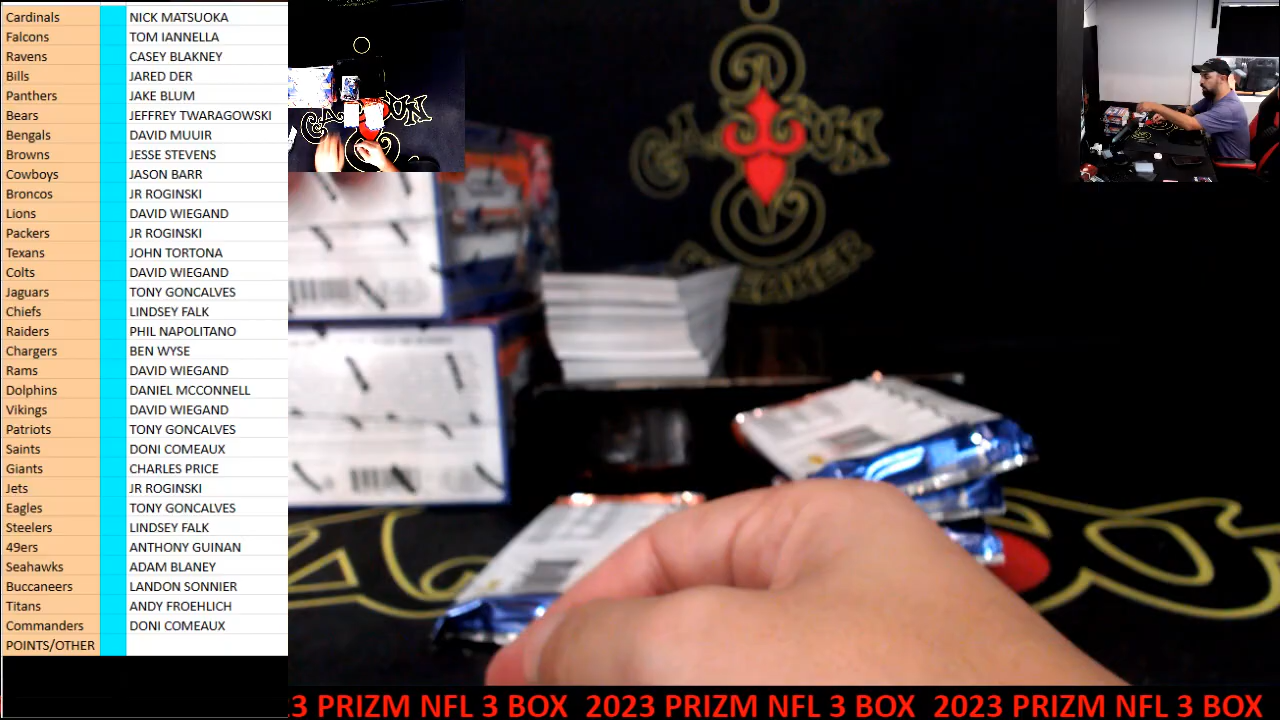 Cardinals NICK MATSUOKA
Falcons TOM IANNELLA
Ravens CASEY BLAKNEY
Bills JARED DER
Panthers JAKE BLUM
Bears JEFFREY TWARAGOWSKI
Bengals DAVID MUUIR
Browns JESSE STEVENS
Cowboys JASON BARR
Broncos JR ROGINSKI
Lions DAVID WIEGAND
Packers JR ROGINSKI
Texans JOHN TORTONA
Colts DAVID WIEGAND
Jaguars TONY GONCALVES
Chiefs LINDSEY FALK
Raiders PHIL NAPOLITANO
Chargers BEN WYSE
Rams DAVID WIEGAND
Dolphins DANIEL MCCONNELL
Vikings DAVID WIEGAND
Patriots TONY GONCALVES
Saints DONI COMEAUX
Giants CHARLES PRICE
Jets JR ROGINSKI
Eagles TONY GONCALVES
Steelers LINDSEY FALK
49ers ANTHONY GUINAN
Seahawks ADAM BLANEY
Buccaneers LANDON SONNIER
Titans ANDY FROEHLICH
Commanders DONI COMEAUX
POINTS/OTHER
3 PRIZM NFL 3 BOX 2023 PRIZM NFL 3 BOX 2023 PRIZM NFL 3 BOX